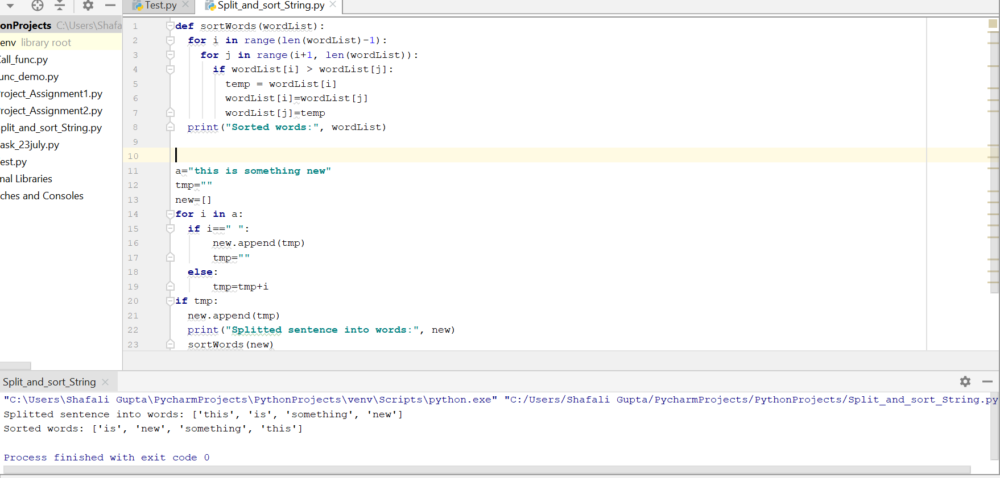 Test.py
Split_and_sort_String.py
onProjects C:\Users\Shafa
env library root
all_func.py
unc_demo.py
roject_Assignment1.py
roject_Assignment2.py
plit_and_sort_String.py
ask_23july.py
est.py
nal Libraries
ches and Consoles
1 def sortWords(wordList):
2 for i in range(len(wordList)-1):
3 for j in range(i+1, len(wordList)):
4 if wordList[i] > wordList[j]:
5 temp = wordList[i]
6 wordList[i]=wordList[j]
7 wordList[j]=temp
8 print("Sorted words:", wordList)
9
10
11 a="this is something new"
12 tmp=""
13 new=[]
14 for i in a:
15 if i==" ":
16 new.append(tmp)
17 tmp=""
18 else:
19 tmp=tmp+i
20 if tmp:
21 new.append(tmp)
22 print("Splitted sentence into words:", new)
23 sortWords(new)
Split_and_sort_String
"C:\Users\Shafali Gupta\PycharmProjects\PythonProjects\venv\Scripts\python.exe" "C:/Users/Shafali Gupta/PycharmProjects/PythonProjects/Split_and_sort_String.py
Splitted sentence into words: ['this', 'is', 'something', 'new']
Sorted words: ['is', 'new', 'something', 'this']
Process finished with exit code 0